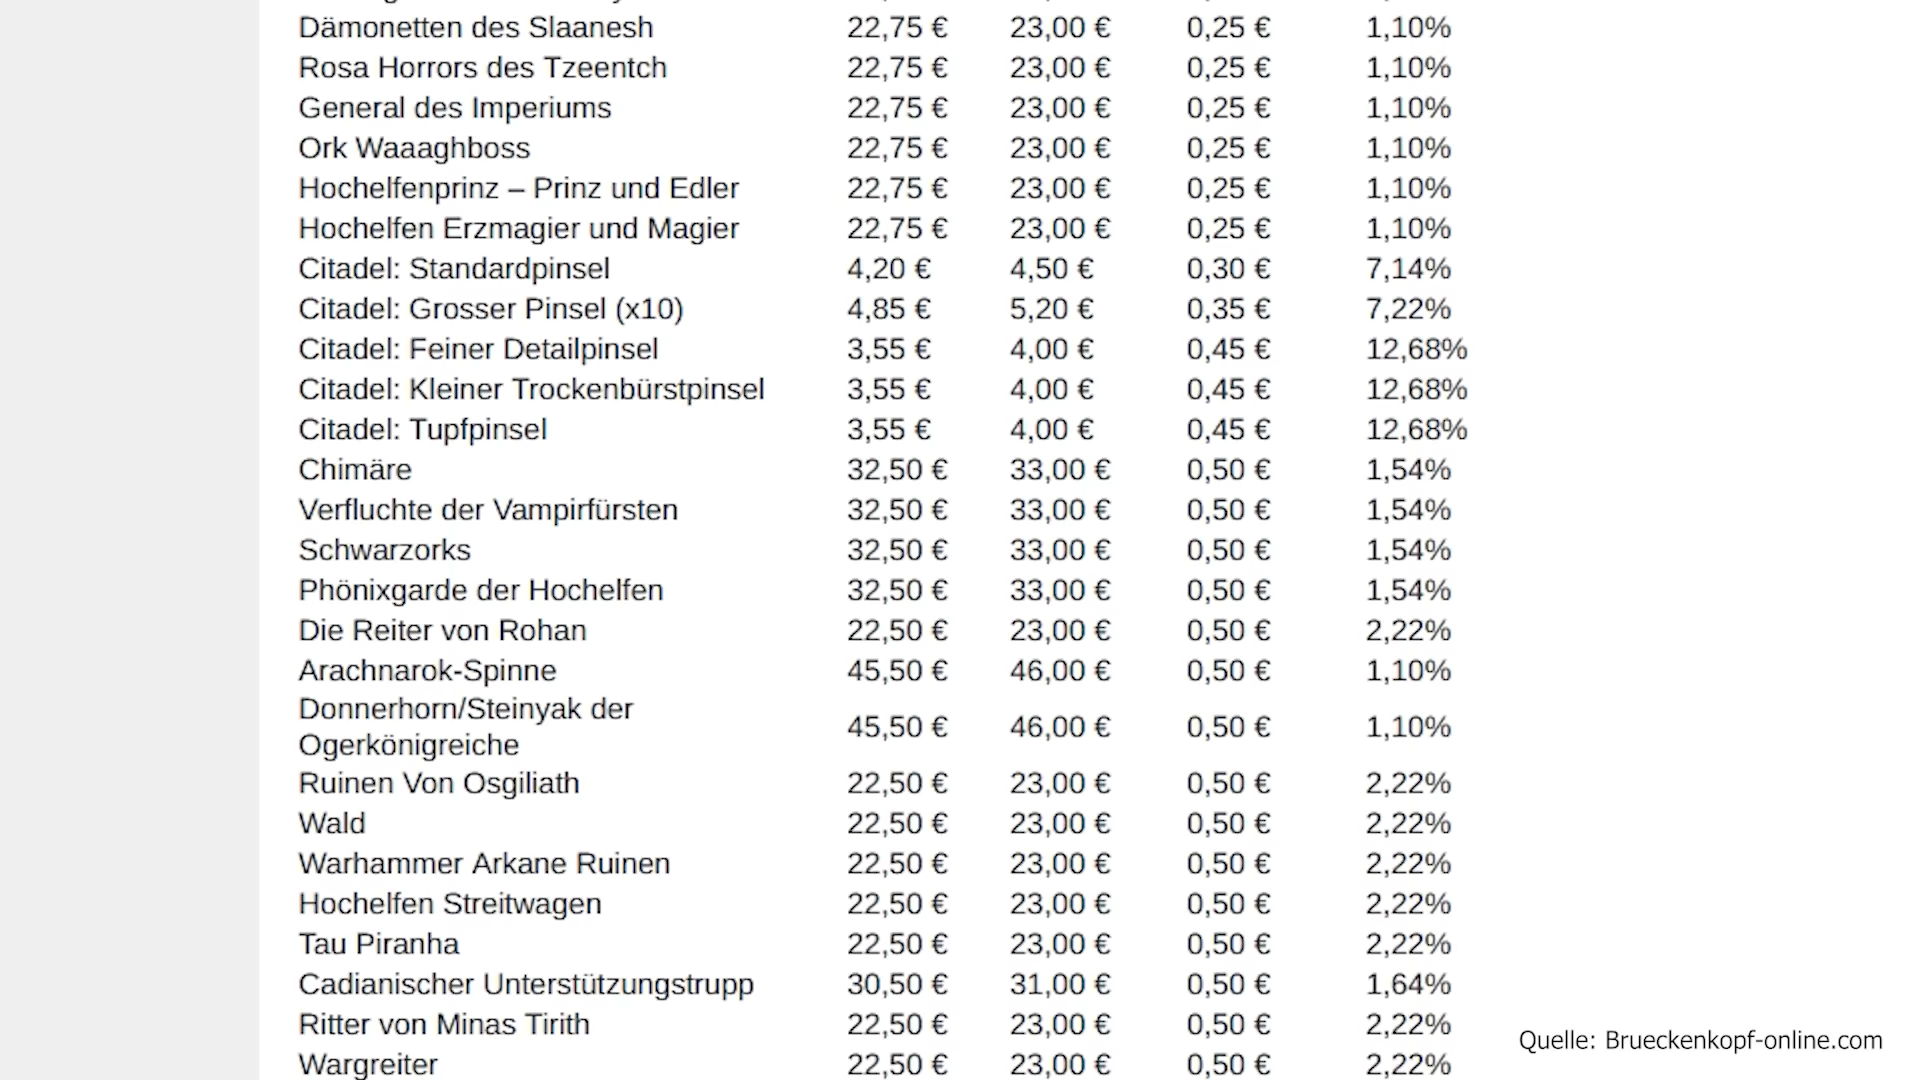 Dämonetten des Slaanesh 22,75 € 23,00 € 0,25 € 1,10%
Rosa Horrors des Tzeentch 22,75 € 23,00 € 0,25 € 1,10%
General des Imperiums 22,75 € 23,00 € 0,25 € 1,10%
Ork Waaaghboss 22,75 € 23,00 € 0,25 € 1,10%
Hochelfenprinz – Prinz und Edler 22,75 € 23,00 € 0,25 € 1,10%
Hochelfen Erzmagier und Magier 22,75 € 23,00 € 0,25 € 1,10%
Citadel: Standardpinsel 4,20 € 4,50 € 0,30 € 7,14%
Citadel: Grosser Pinsel (x10) 4,85 € 5,20 € 0,35 € 7,22%
Citadel: Feiner Detailpinsel 3,55 € 4,00 € 0,45 € 12,68%
Citadel: Kleiner Trockenbürstpinsel 3,55 € 4,00 € 0,45 € 12,68%
Citadel: Tupfpinsel 3,55 € 4,00 € 0,45 € 12,68%
Chimäre 32,50 € 33,00 € 0,50 € 1,54%
Verfluchte der Vampirfürsten 32,50 € 33,00 € 0,50 € 1,54%
Schwarzorks 32,50 € 33,00 € 0,50 € 1,54%
Phönixgarde der Hochelfen 32,50 € 33,00 € 0,50 € 1,54%
Die Reiter von Rohan 22,50 € 23,00 € 0,50 € 2,22%
Arachnarok-Spinne 45,50 € 46,00 € 0,50 € 1,10%
Donnerhorn/Steinyak der
Ogerkönigreiche 45,50 € 46,00 € 0,50 € 1,10%
Ruinen Von Osgiliath 22,50 € 23,00 € 0,50 € 2,22%
Wald 22,50 € 23,00 € 0,50 € 2,22%
Warhammer Arkane Ruinen 22,50 € 23,00 € 0,50 € 2,22%
Hochelfen Streitwagen 22,50 € 23,00 € 0,50 € 2,22%
Tau Piranha 22,50 € 23,00 € 0,50 € 2,22%
Cadianischer Unterstützungstrupp 30,50 € 31,00 € 0,50 € 1,64%
Ritter von Minas Tirith 22,50 € 23,00 € 0,50 € 2,22%
Wargreiter 22,50 € 23,00 € 0,50 € 2,22%
Quelle: Brueckenkopf-online.com